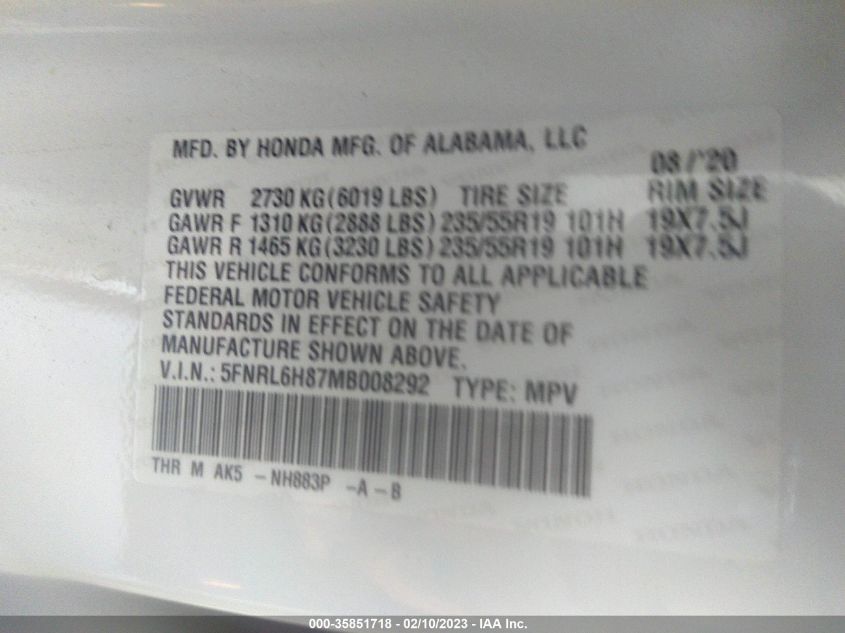 MFD. BY HONDA MFG. OF ALABAMA, LLC
08/'20
GVWR 2730 KG(6019 LBS) TIRE SIZE RIM SIZE
GAWR F 1310 KG(2888 LBS) 235/55R19 101H 19X7.5J
GAWR R 1465 KG(3230 LBS) 235/55R19 101H 19X7.5J
THIS VEHICLE CONFORMS TO ALL APPLICABLE
FEDERAL MOTOR VEHICLE SAFETY
STANDARDS IN EFFECT ON THE DATE OF
MANUFACTURE SHOWN ABOVE.
V.I.N.: 5FNRL6H87MB008292 TYPE: MPV
THR M AK5 -NH883P -A-B
000-35851718 - 02/10/2023 - IAA Inc.